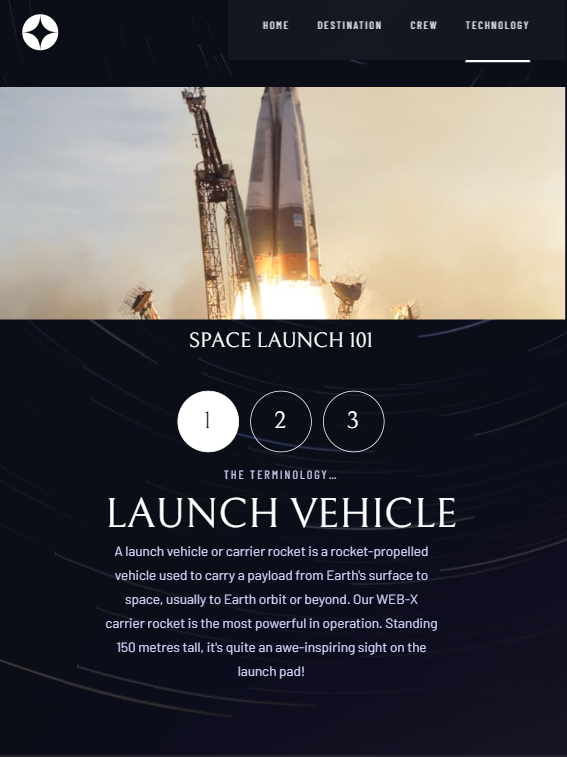 HOME DESTINATION CREW TECHNOLOGY
SPACE LAUNCH 101
1 2 3
THE TERMINOLOGY...
LAUNCH VEHICLE
A launch vehicle or carrier rocket is a rocket-propelled
vehicle used to carry a payload from Earth's surface to
space, usually to Earth orbit or beyond. Our WEB-X
carrier rocket is the most powerful in operation. Standing
150 metres tall, it's quite an awe-inspiring sight on the
launch pad!